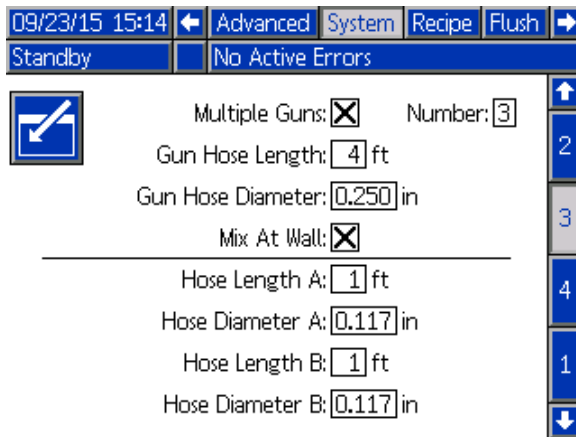 09/23/15 15:14 Advanced System Recipe Flush
Standby No Active Errors
Multiple Guns: Number: 3
2
Gun Hose Length: 4 ft
Gun Hose Diameter: 0.250 in
3
Mix At Wall:
Hose Length A: 1 ft
4
Hose Diameter A: 0.117 in
Hose Length B: 1 ft
1
Hose Diameter B: 0.117 in